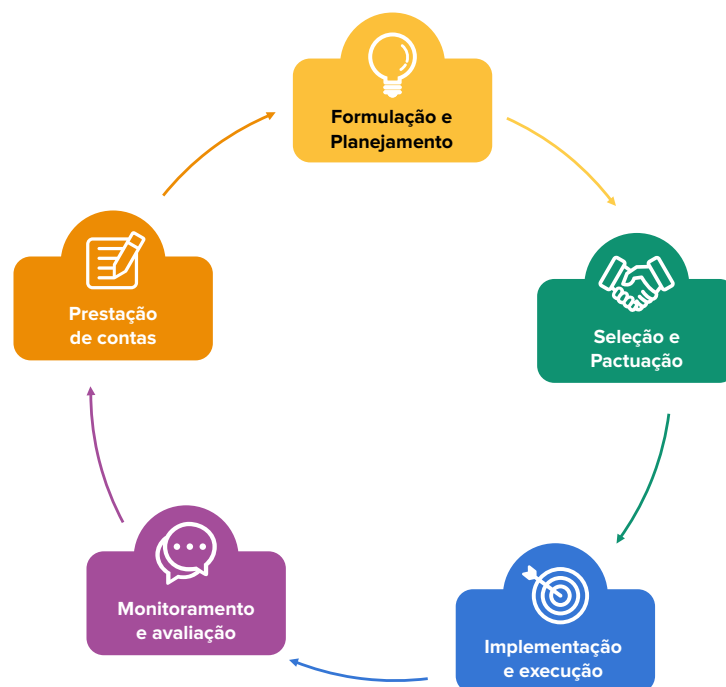 Formulação e
Planejamento
Seleção e
Pactuação
Implementação
e execução
Monitoramento
e avaliação
Prestação
de contas